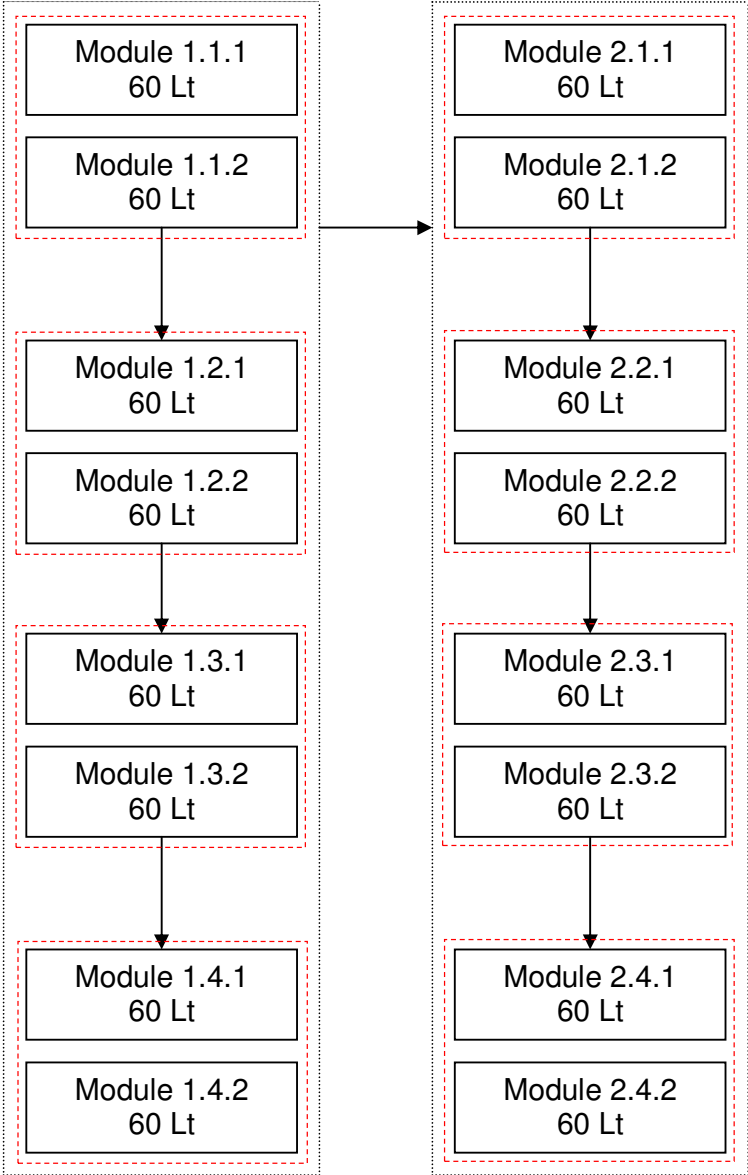 Module 1.1.1
60 Lt
Module 1.1.2
60 Lt
Module 1.2.1
60 Lt
Module 1.2.2
60 Lt
Module 1.3.1
60 Lt
Module 1.3.2
60 Lt
Module 1.4.1
60 Lt
Module 1.4.2
60 Lt
Module 2.1.1
60 Lt
Module 2.1.2
60 Lt
Module 2.2.1
60 Lt
Module 2.2.2
60 Lt
Module 2.3.1
60 Lt
Module 2.3.2
60 Lt
Module 2.4.1
60 Lt
Module 2.4.2
60 Lt